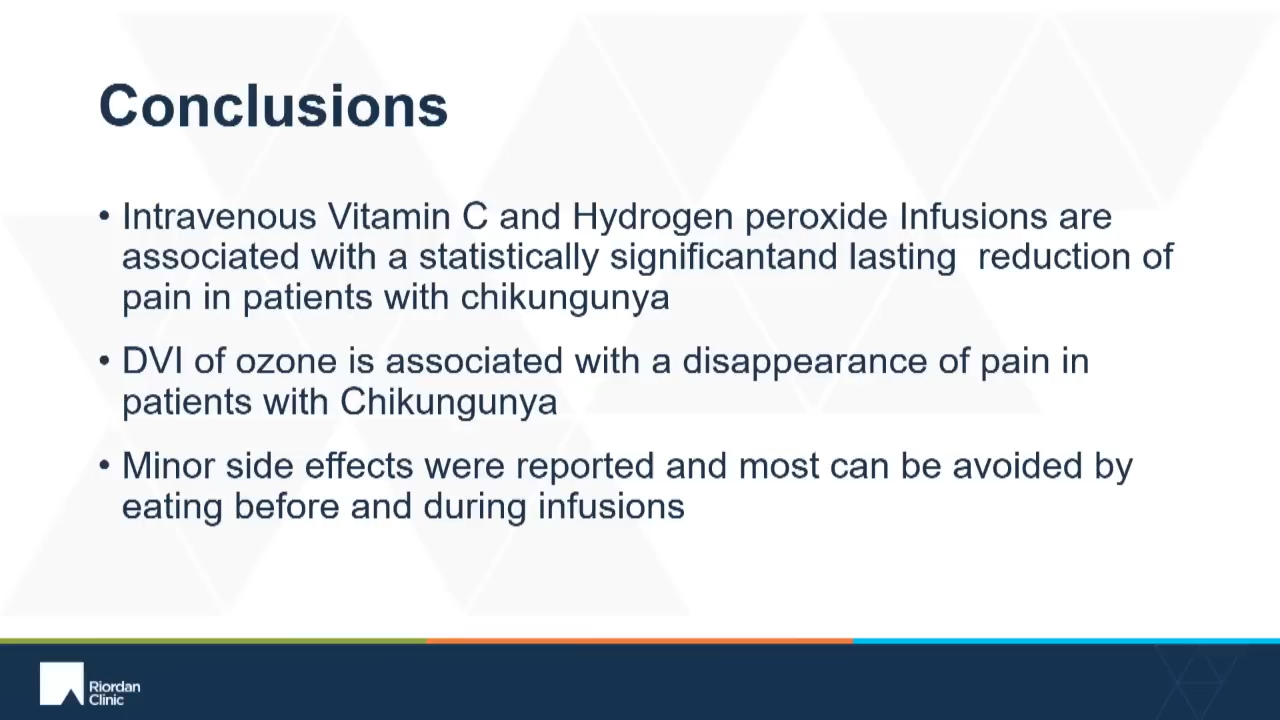 Conclusions
• Intravenous Vitamin C and Hydrogen peroxide Infusions are
associated with a statistically significantand lasting  reduction of
pain in patients with chikungunya
• DVI of ozone is associated with a disappearance of pain in
patients with Chikungunya
• Minor side effects were reported and most can be avoided by
eating before and during infusions
Riordan
Clinic